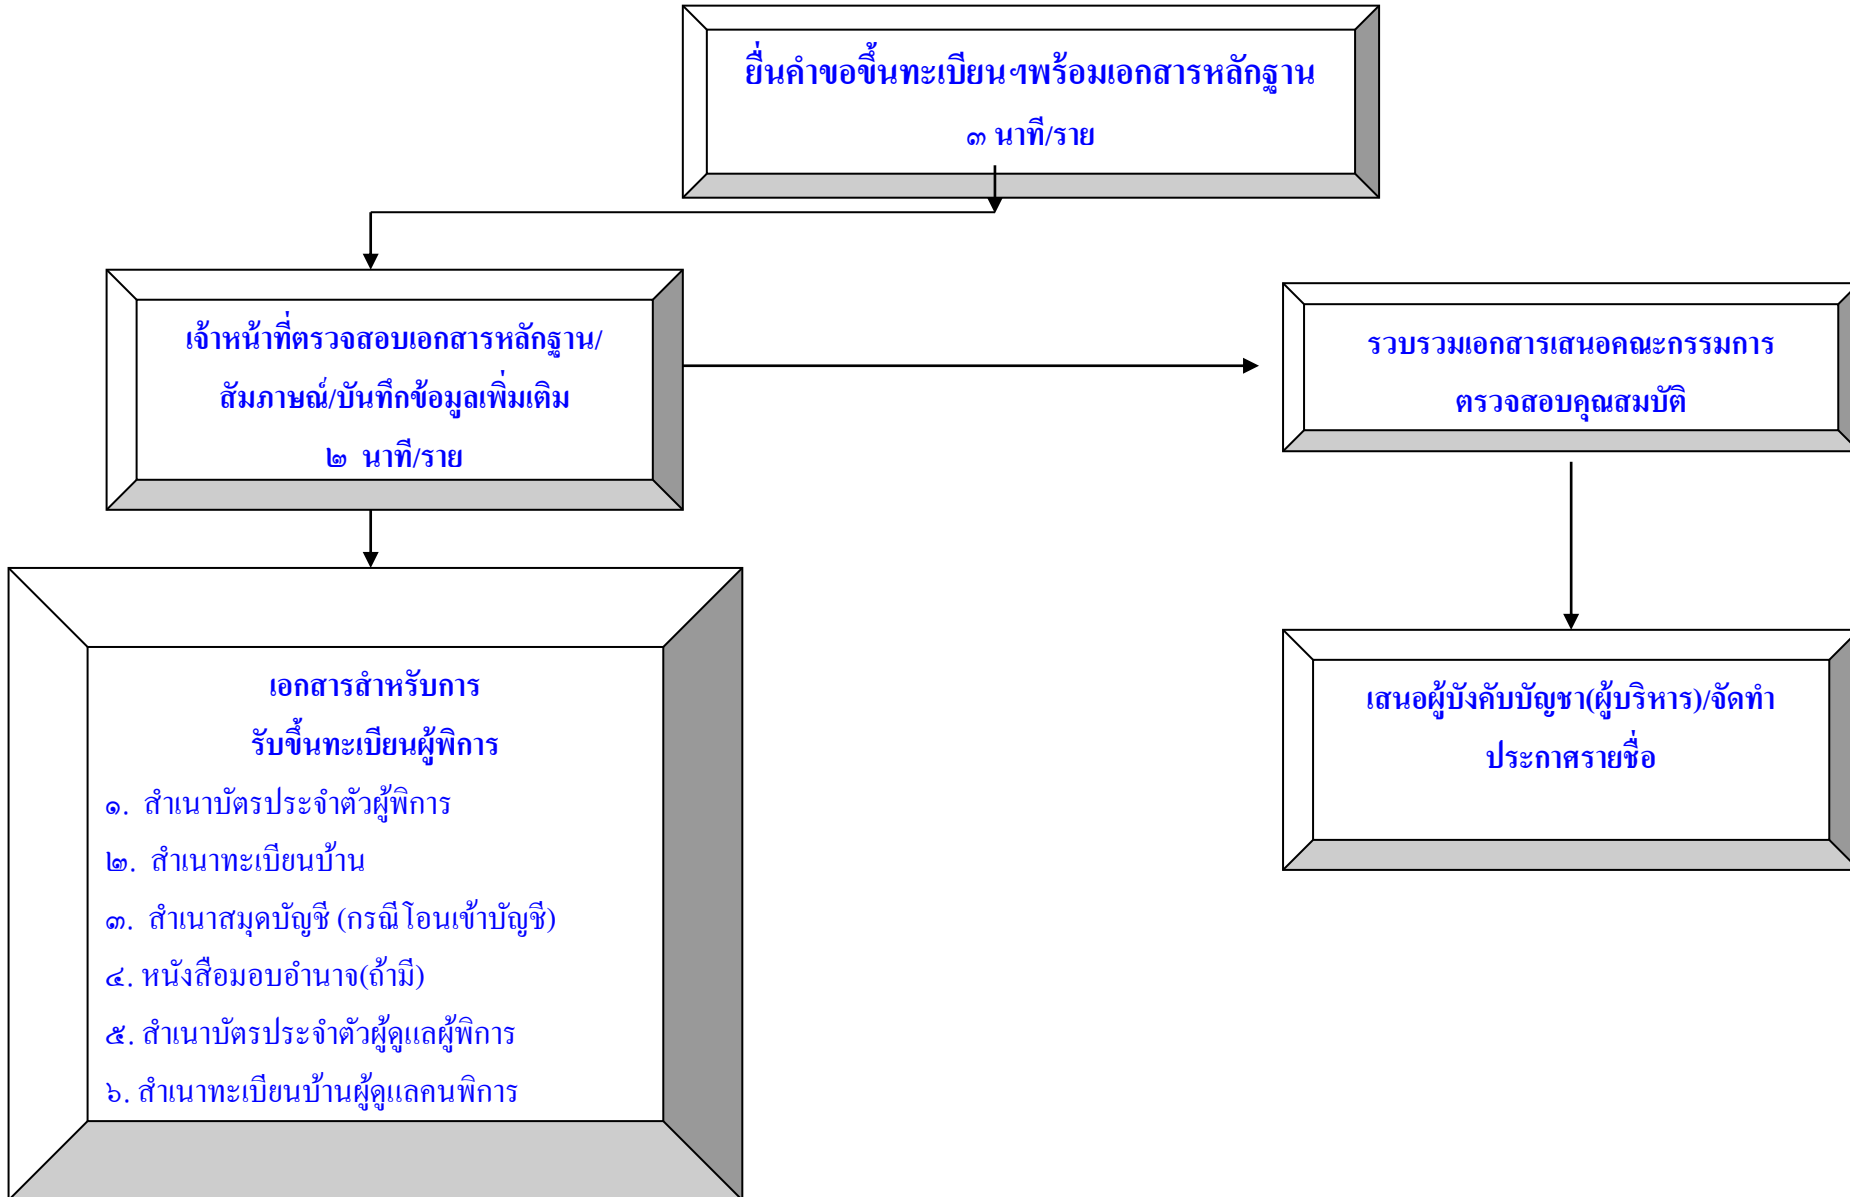 ยื่นคำขอขึ้นทะเบียนฯพร้อมเอกสารหลักฐาน
๓ นาที/ราย
เจ้าหน้าที่ตรวจสอบเอกสารหลักฐาน/
สัมภาษณ์/บันทึกข้อมูลเพิ่มเติม
๒ นาที/ราย
รวบรวมเอกสารเสนอคณะกรรมการ
ตรวจสอบคุณสมบัติ
เอกสารสำหรับการ
รับขึ้นทะเบียนผู้พิการ
๑. สำเนาบัตรประจำตัวผู้พิการ
๒. สำเนาทะเบียนบ้าน
๓. สำเนาสมุดบัญชี (กรณีโอนเข้าบัญชี)
๔. หนังสือมอบอำนาจ(ถ้ามี)
๕. สำเนาบัตรประจำตัวผู้ดูแลผู้พิการ
๖. สำเนาทะเบียนบ้านผู้ดูแลคนพิการ
เสนอผู้บังคับบัญชา(ผู้บริหาร)/จัดทำ
ประกาศรายชื่อ